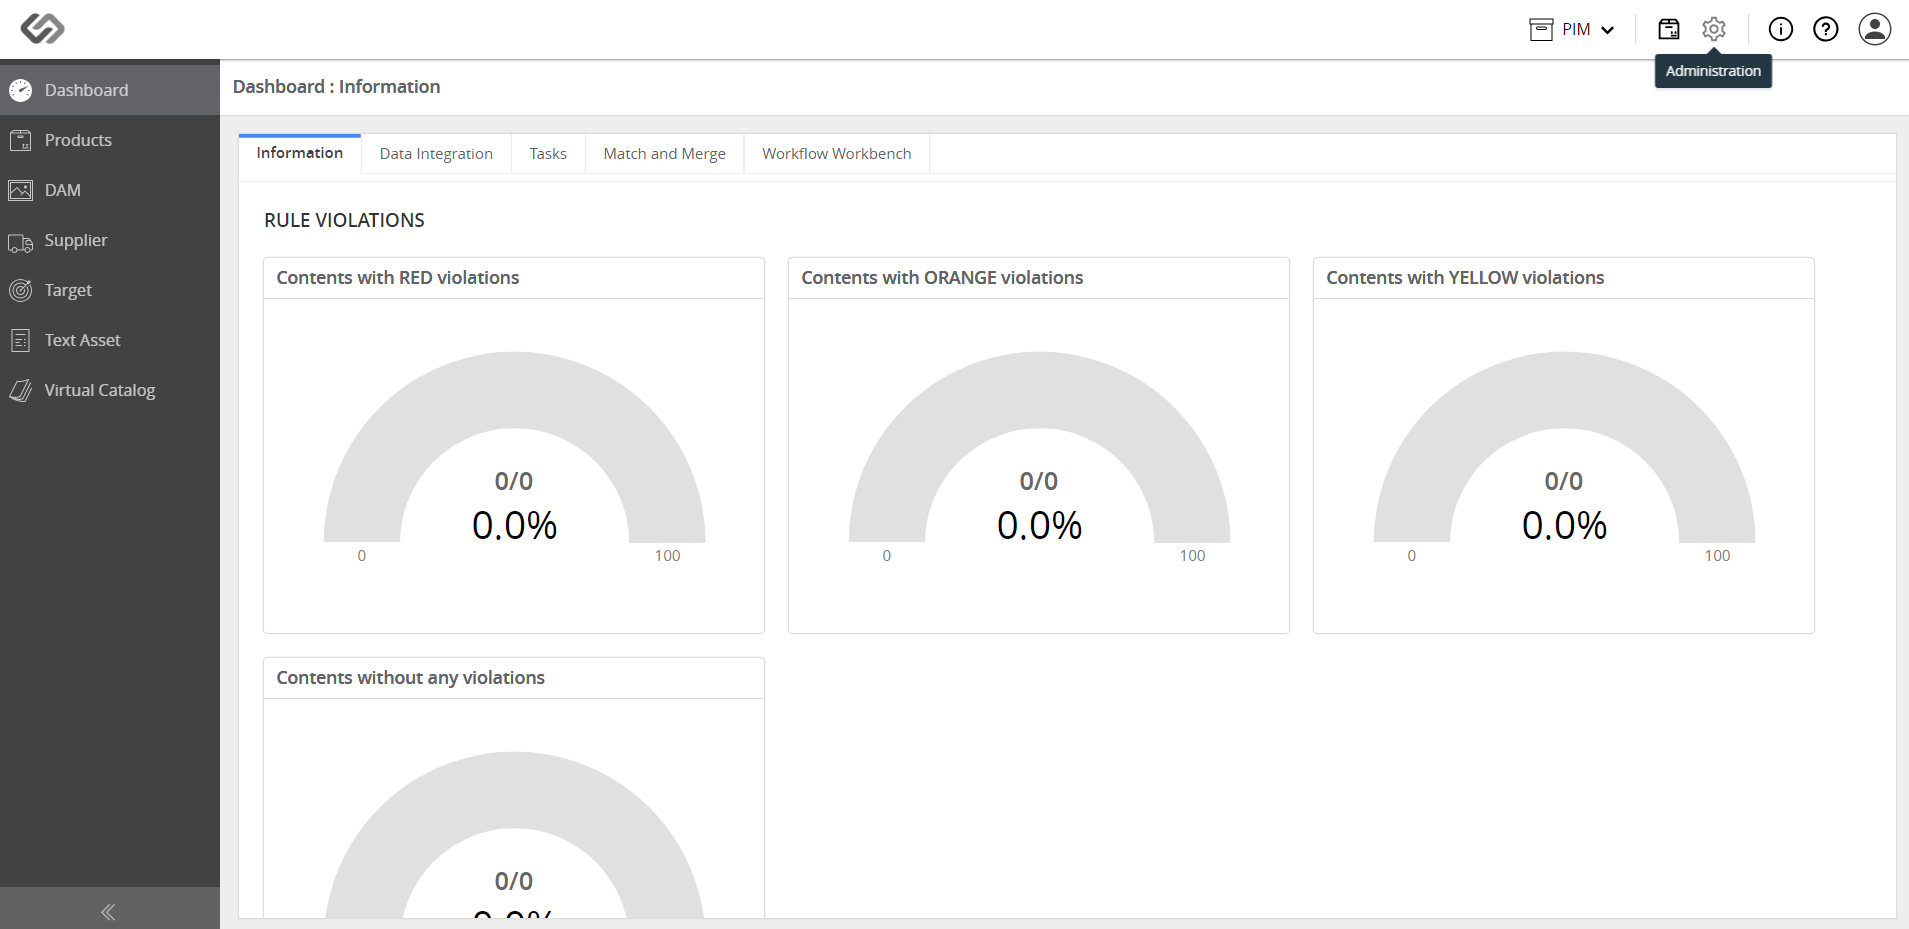 PIM
Administration
Dashboard
Products
DAM
Supplier
Target
Text Asset
Virtual Catalog
Dashboard : Information
Information
Data Integration
Tasks
Match and Merge
Workflow Workbench
RULE VIOLATIONS
Contents with RED violations
0/0
0.0%
0
100
Contents with ORANGE violations
0/0
0.0%
0
100
Contents with YELLOW violations
0/0
0.0%
0
100
Contents without any violations
0/0
0.0%